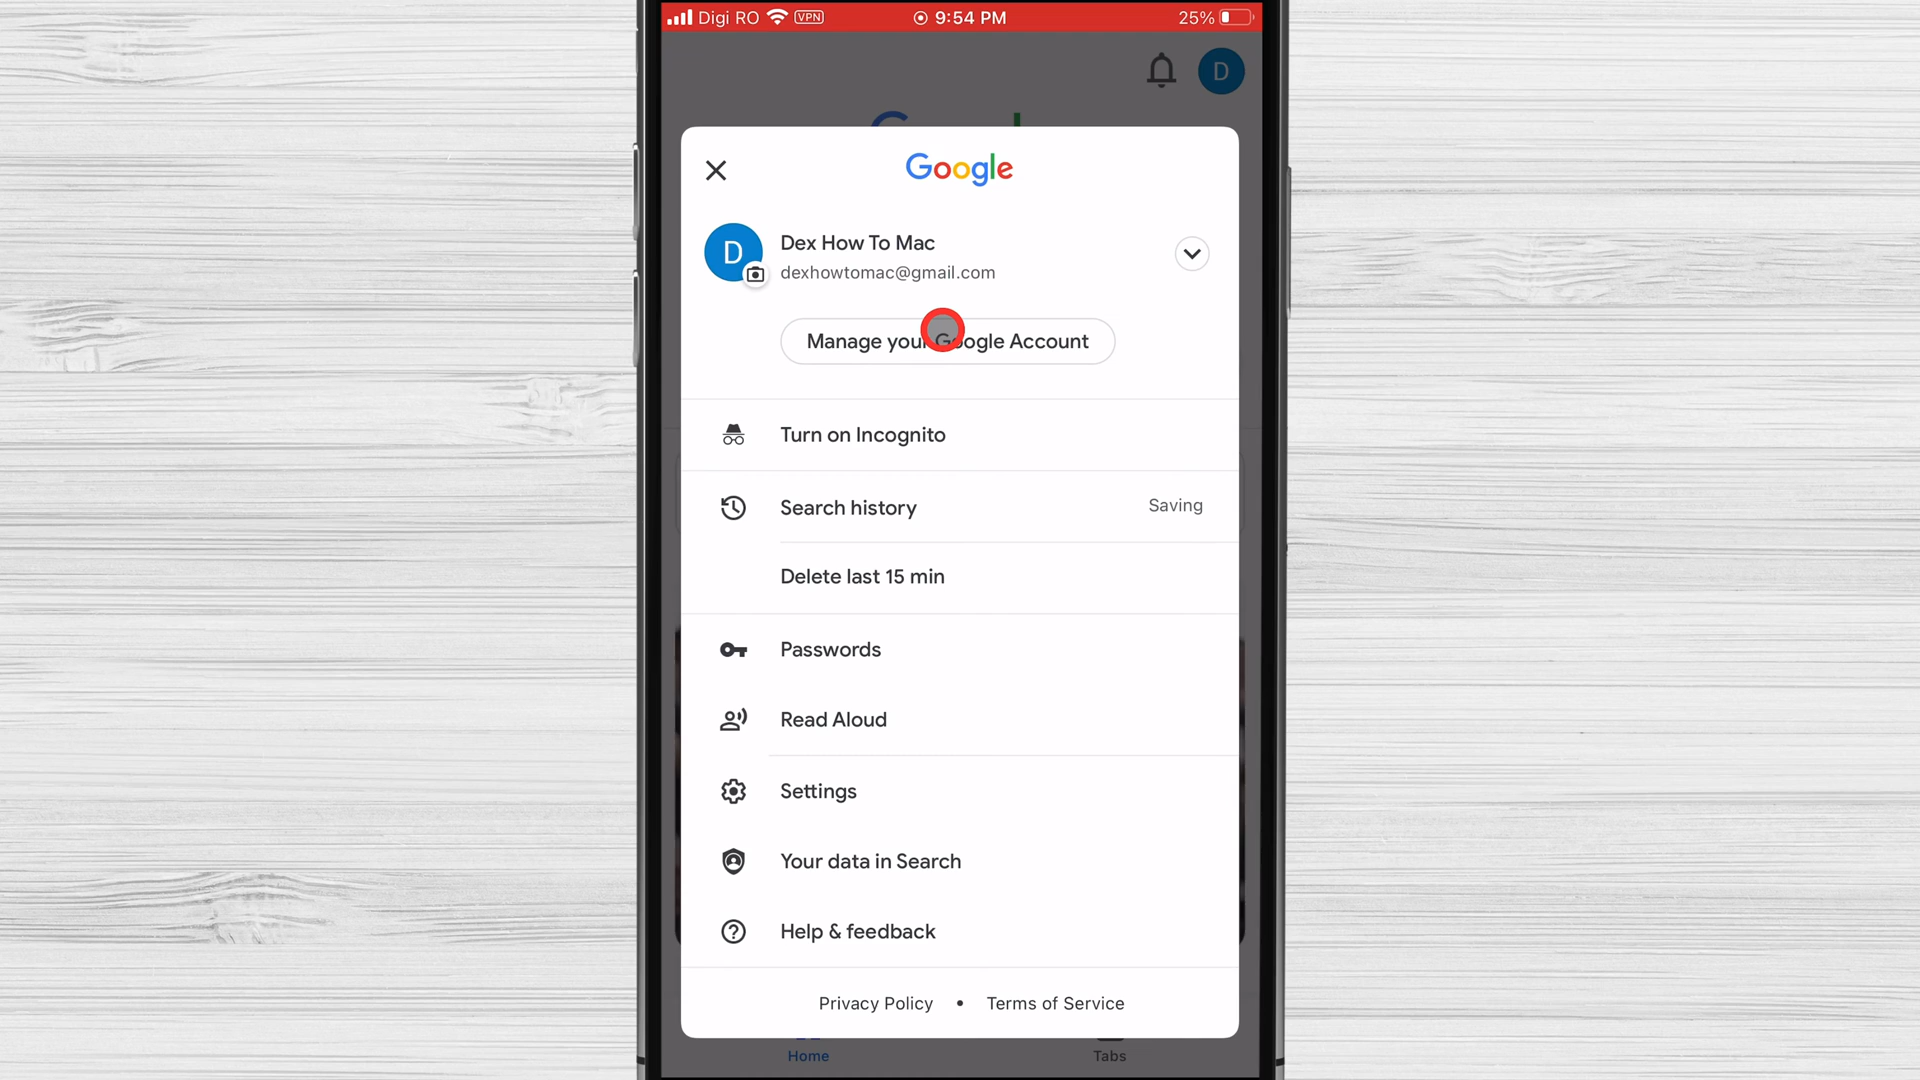 Digi RO VPN 9:54 PM 25%
D
Google
D Dex How To Mac
dexhowtomac@gmail.com
Manage your Google Account
Turn on Incognito
Search history Saving
Delete last 15 min
Passwords
Read Aloud
Settings
Your data in Search
Help & feedback
Privacy Policy • Terms of Service
Home Tabs